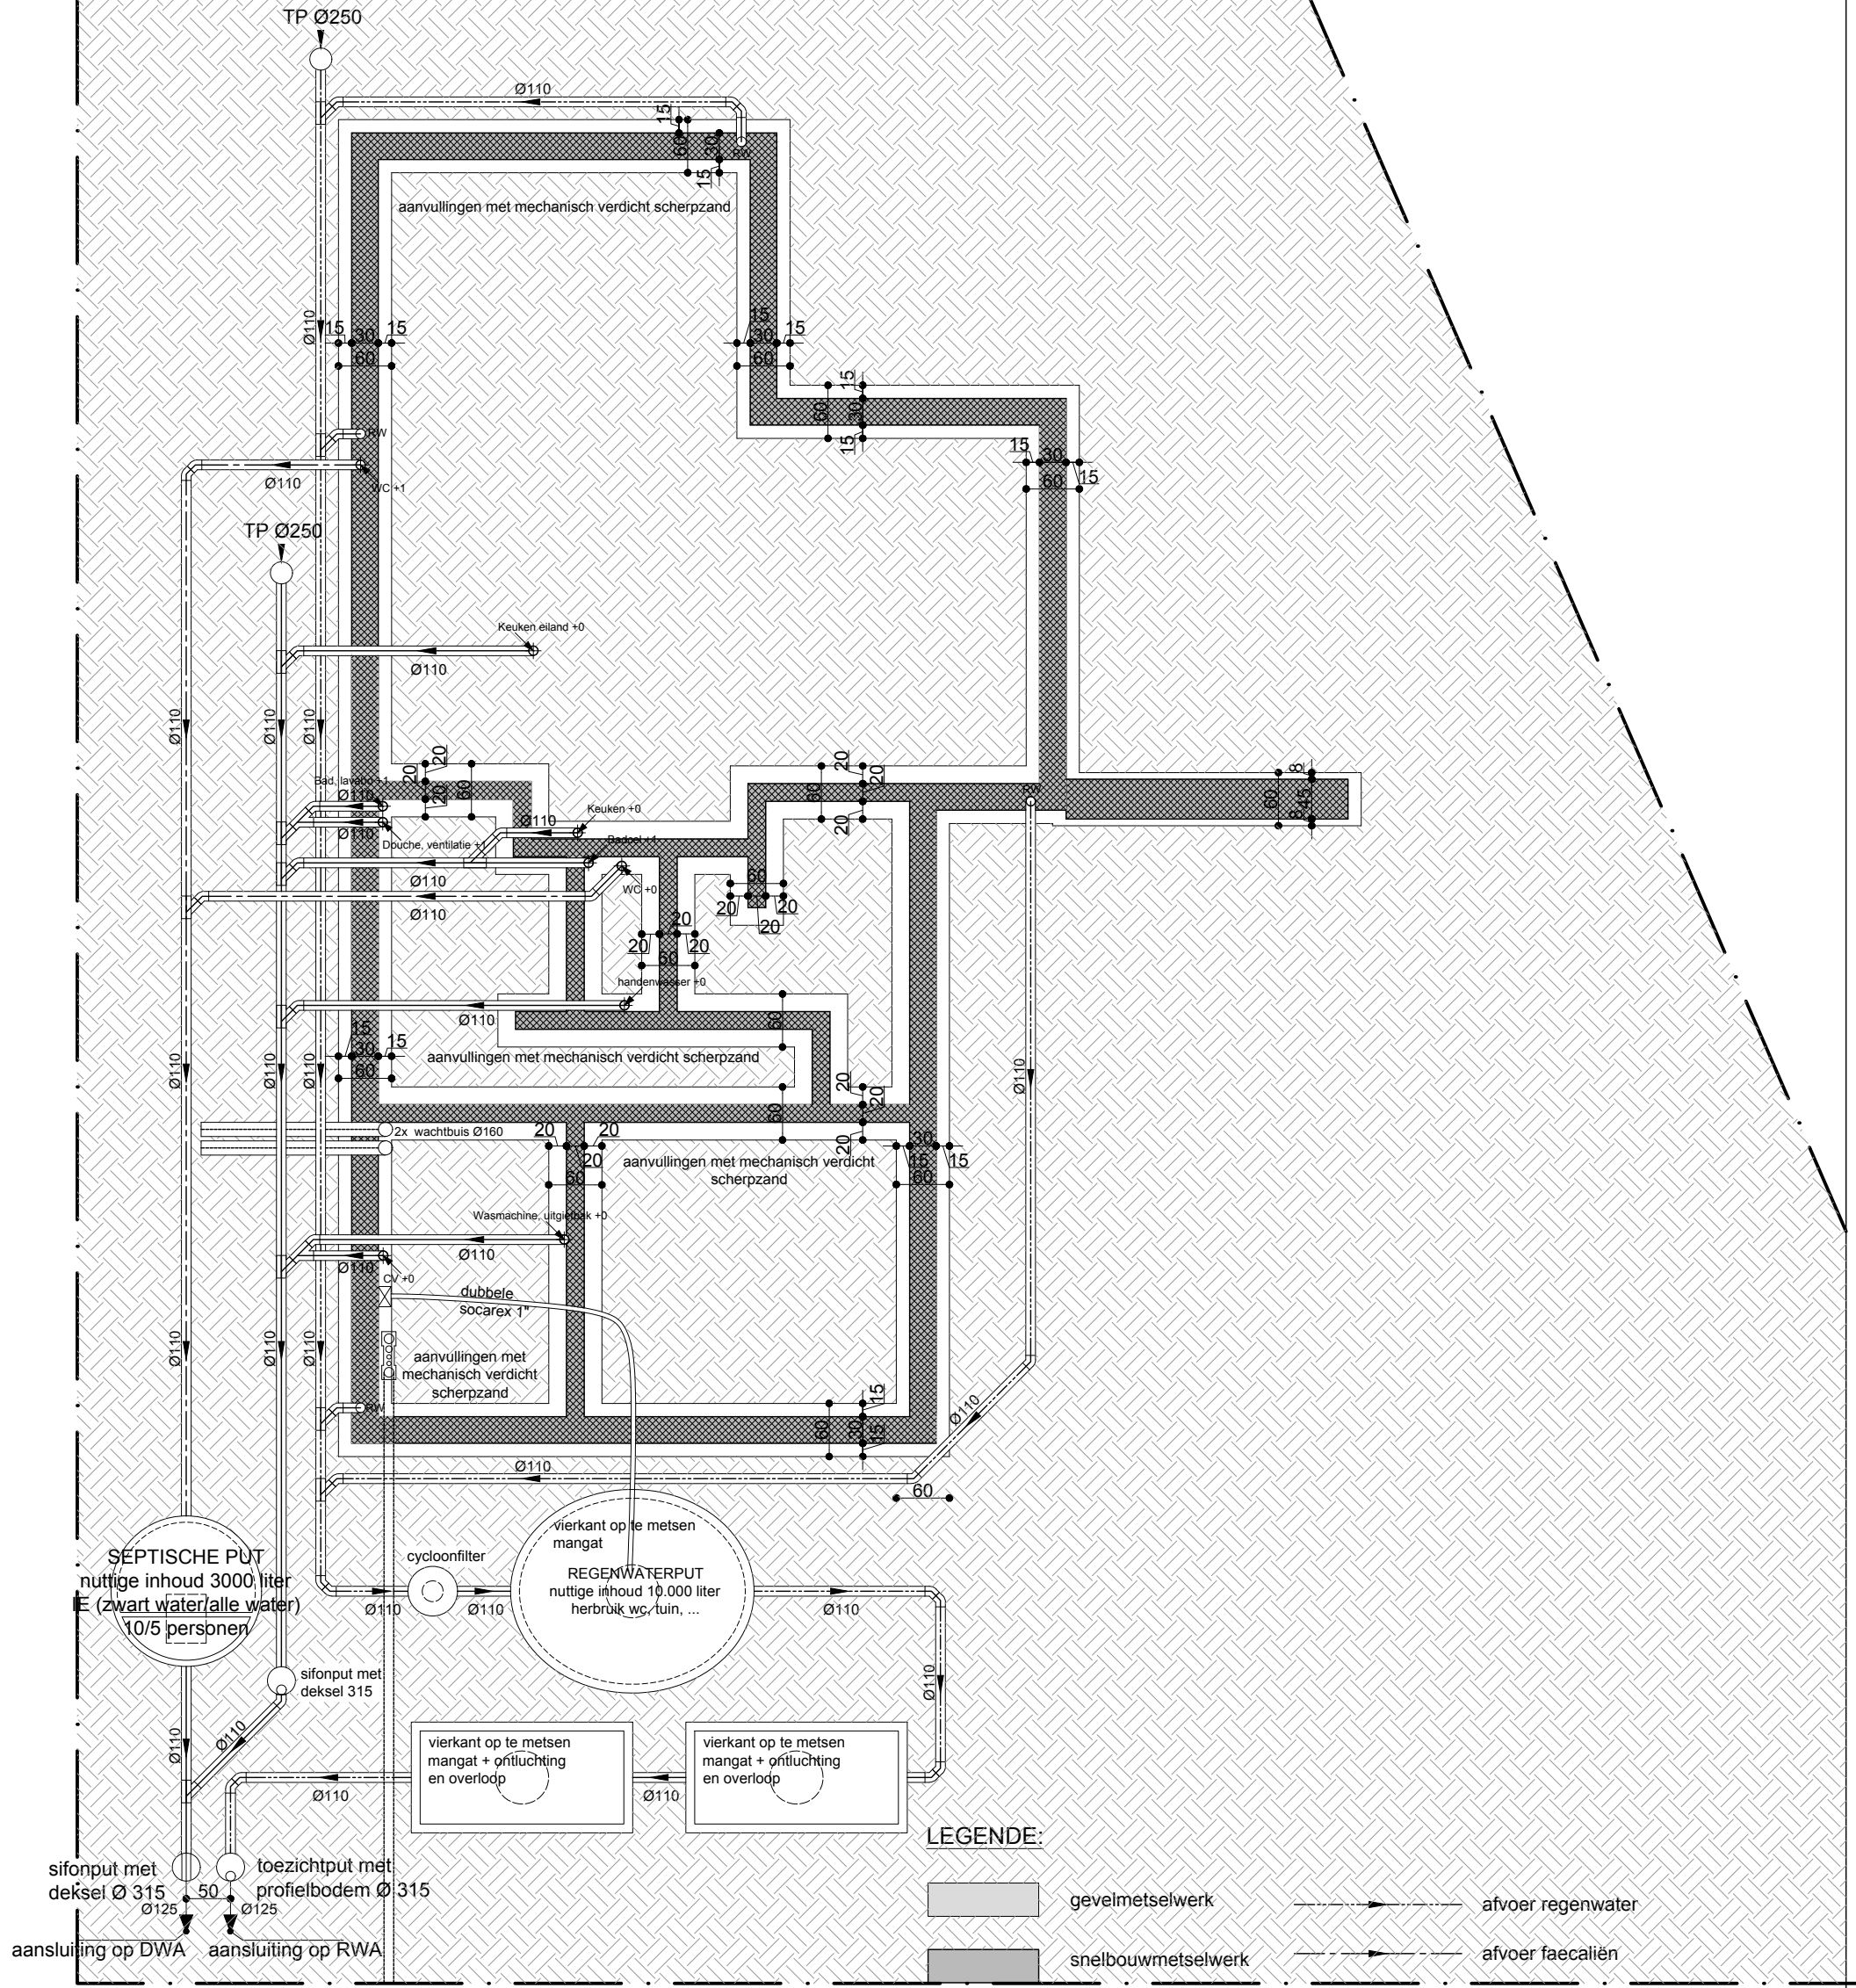 TP Ø250
Ø110
15
60
30
15
RW
aanvullingen met mechanisch verdicht scherpzand
Ø110
15
30
15
60
15
30
15
60
15
60
30
15
RW
15
30
60
15
Ø110
WC +1
TP Ø250
Keuken eiland +0
Ø110
Ø110
Ø110
Ø110
20
20
20
60
20
20
60
20
8
60
45
8
Bad, lavabo +1
Ø110
Ø110
Douche, ventilatie +1
Keuken +0
Ø110
Badcel +1
RW
Ø110
WC +0
Ø110
60
20
20
20
20
20
20
60
handenwasser +0
Ø110
60
15
30
15
60
aanvullingen met mechanisch verdicht scherpzand
Ø110
Ø110
Ø110
Ø110
60
20
20
20
2x wachtbuis Ø160
20
20
20
60
30
15
15
60
aanvullingen met mechanisch verdicht
scherpzand
Wasmachine, uitgietbak +0
Ø110
Ø110
CV +0
dubbele
socarex 1"
Ø110
Ø110
Ø110
aanvullingen met
mechanisch verdicht
scherpzand
RW
15
60
30
15
Ø110
Ø110
60
vierkant op te metsen
mangat
SEPTISCHE PUT
nuttige inhoud 3000 liter
IE (zwart water/alle water)
10/5 personen
cycloonfilter
REGENWATERPUT
nuttige inhoud 10.000 liter
herbruik wc, tuin, ...
Ø110
Ø110
Ø110
sifonput met
deksel 315
Ø110
Ø110
Ø110
vierkant op te metsen
mangat + ontluchting
en overloop
vierkant op te metsen
mangat + ontluchting
en overloop
Ø110
Ø110
LEGENDE:
sifonput met
deksel Ø 315
50
toezichtput met
profielbodem Ø 315
Ø125
Ø125
aansluiting op DWA
aansluiting op RWA
gevelmetselwerk
afvoer regenwater
snelbouwmetselwerk
afvoer faecaliën